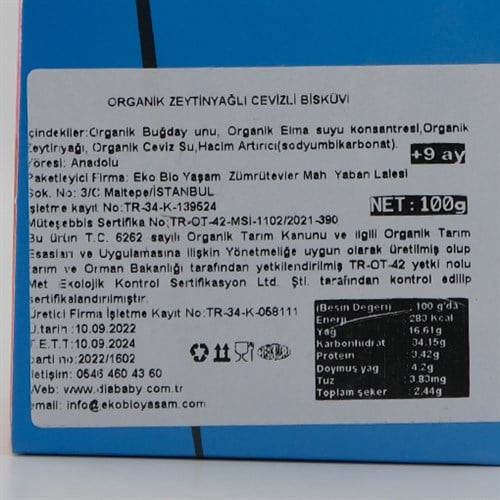 ORGANİK ZEYTİNYAĞLI CEVİZLİ BİSKÜVİ
İçindekiler:Organik Buğday unu, Organik Elma suyu konsantresi,Organik
Zeytinyağı, Organik Ceviz Su,Hacim Artırıcı(sodyumbikarbonat).
Yöresi: Anadolu
+9 ay
Paketleyici Firma: Eko Bio Yaşam Zümrütevler Mah Yaban Lalesi
Sok. No: 3/C Maltepe/İSTANBUL
NET: 100g
İşletme kayıt No:TR-34-K-139524
Müteşebbis Sertifika No:TR-OT-42-MSI-1102/2021-390
Bu ürün T.C. 6262 sayılı Organik Tarım Kanunu ve ilgili Organik Tarım
Esasları ve Uygulamasına ilişkin Yönetmeliğe uygun olarak üretilmiş olup
Tarım ve Orman Bakanlığı tarafından yetkilendirilmiş TR-OT-42 yetki nolu
Met Ekolojik Kontrol Sertifikasyon Ltd. Şti. tarafından kontrol edilip
sertifikalandırılmıştır.
Üretici Firma İşletme Kayıt No:TR-34-K-058111
Ü.tarih :10.09.2022
T.E.T.T:10.09.2024
parti no:2022/1602
iletişim: 0546 460 43 60
Web: www.diababy.com.tr
email: info@ekobioyasam.com
(Besin Değeri) : 100 g'da
Enerji : 283 Kcal
Yağ : 16.61g
Karbonhidrat : 34.15g
Protein : 3.42g
Doymuş yağ : 4.2g
Tuz : 3.83mg
Toplam şeker : 2.44g